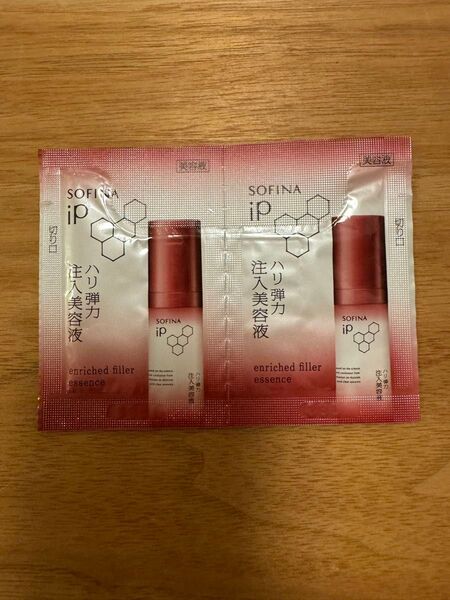 美容液
SOFINA
iP
切り口
ハリ弾力
注入美容液
SOFINA
iP
ハリ弾力
注入美容液
enriched filler
essence
美容液
SOFINA
iP
切り口
ハリ弾力
注入美容液
SOFINA
iP
ハリ弾力
注入美容液
enriched filler
essence